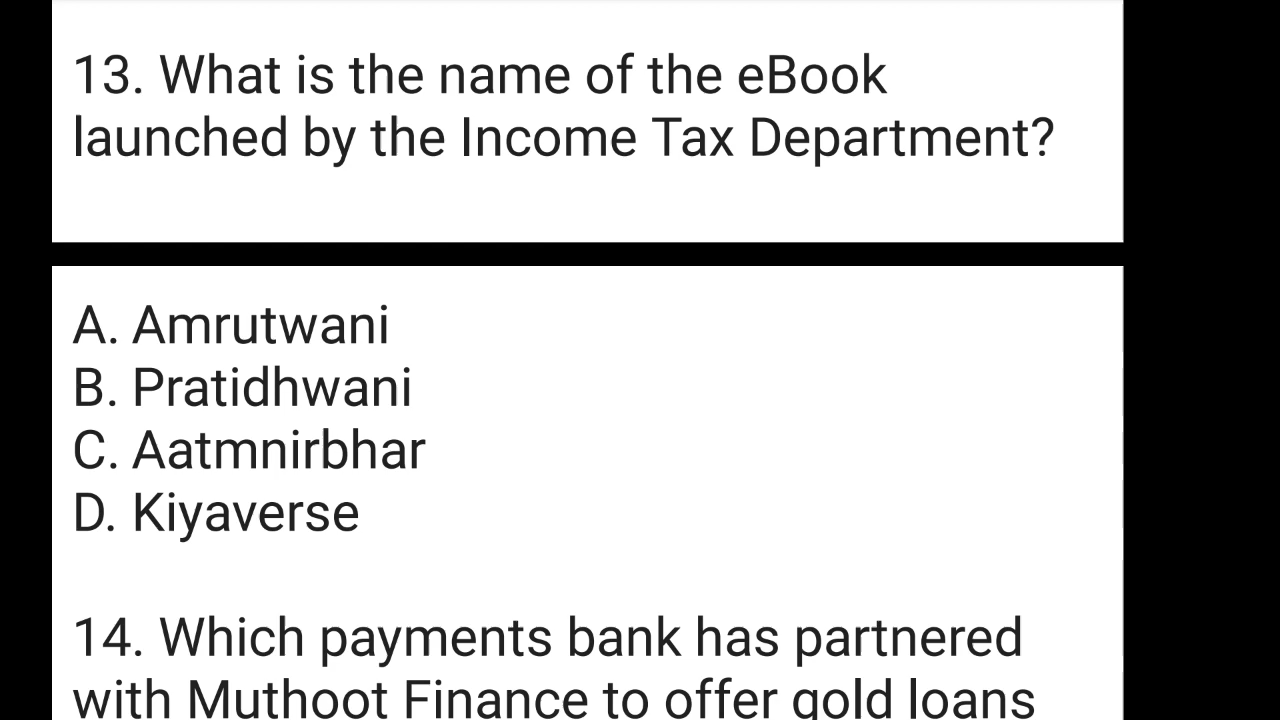 13. What is the name of the eBook
launched by the Income Tax Department?
A. Amrutwani
B. Pratidhwani
C. Aatmnirbhar
D. Kiyaverse
14. Which payments bank has partnered
with Muthoot Finance to offer gold loans